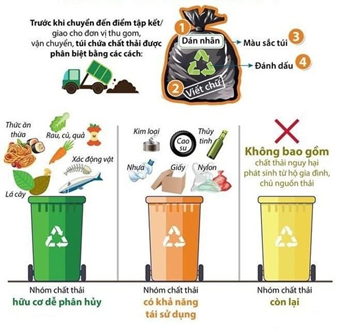 Trước khi chuyển đến điểm tập kết/
giao cho đơn vị thu gom,
vận chuyển, túi chứa chất thải được
phân biệt bằng các cách:
1
Dán nhãn
Màu sắc túi 3
Đánh dấu 4
2 Viết chữ
Thức ăn
thừa
Rau, củ, quả
Xác động vật
Lá cây
Kim loại
Cao
su
Thủy
tinh
Nhựa
Giấy
Nylon
Không bao gồm
chất thải nguy hại
phát sinh từ hộ gia đình,
chủ nguồn thải
Nhóm chất thải
hữu cơ dễ phân hủy
Nhóm chất thải
có khả năng
tái sử dụng
Nhóm chất thải
còn lại